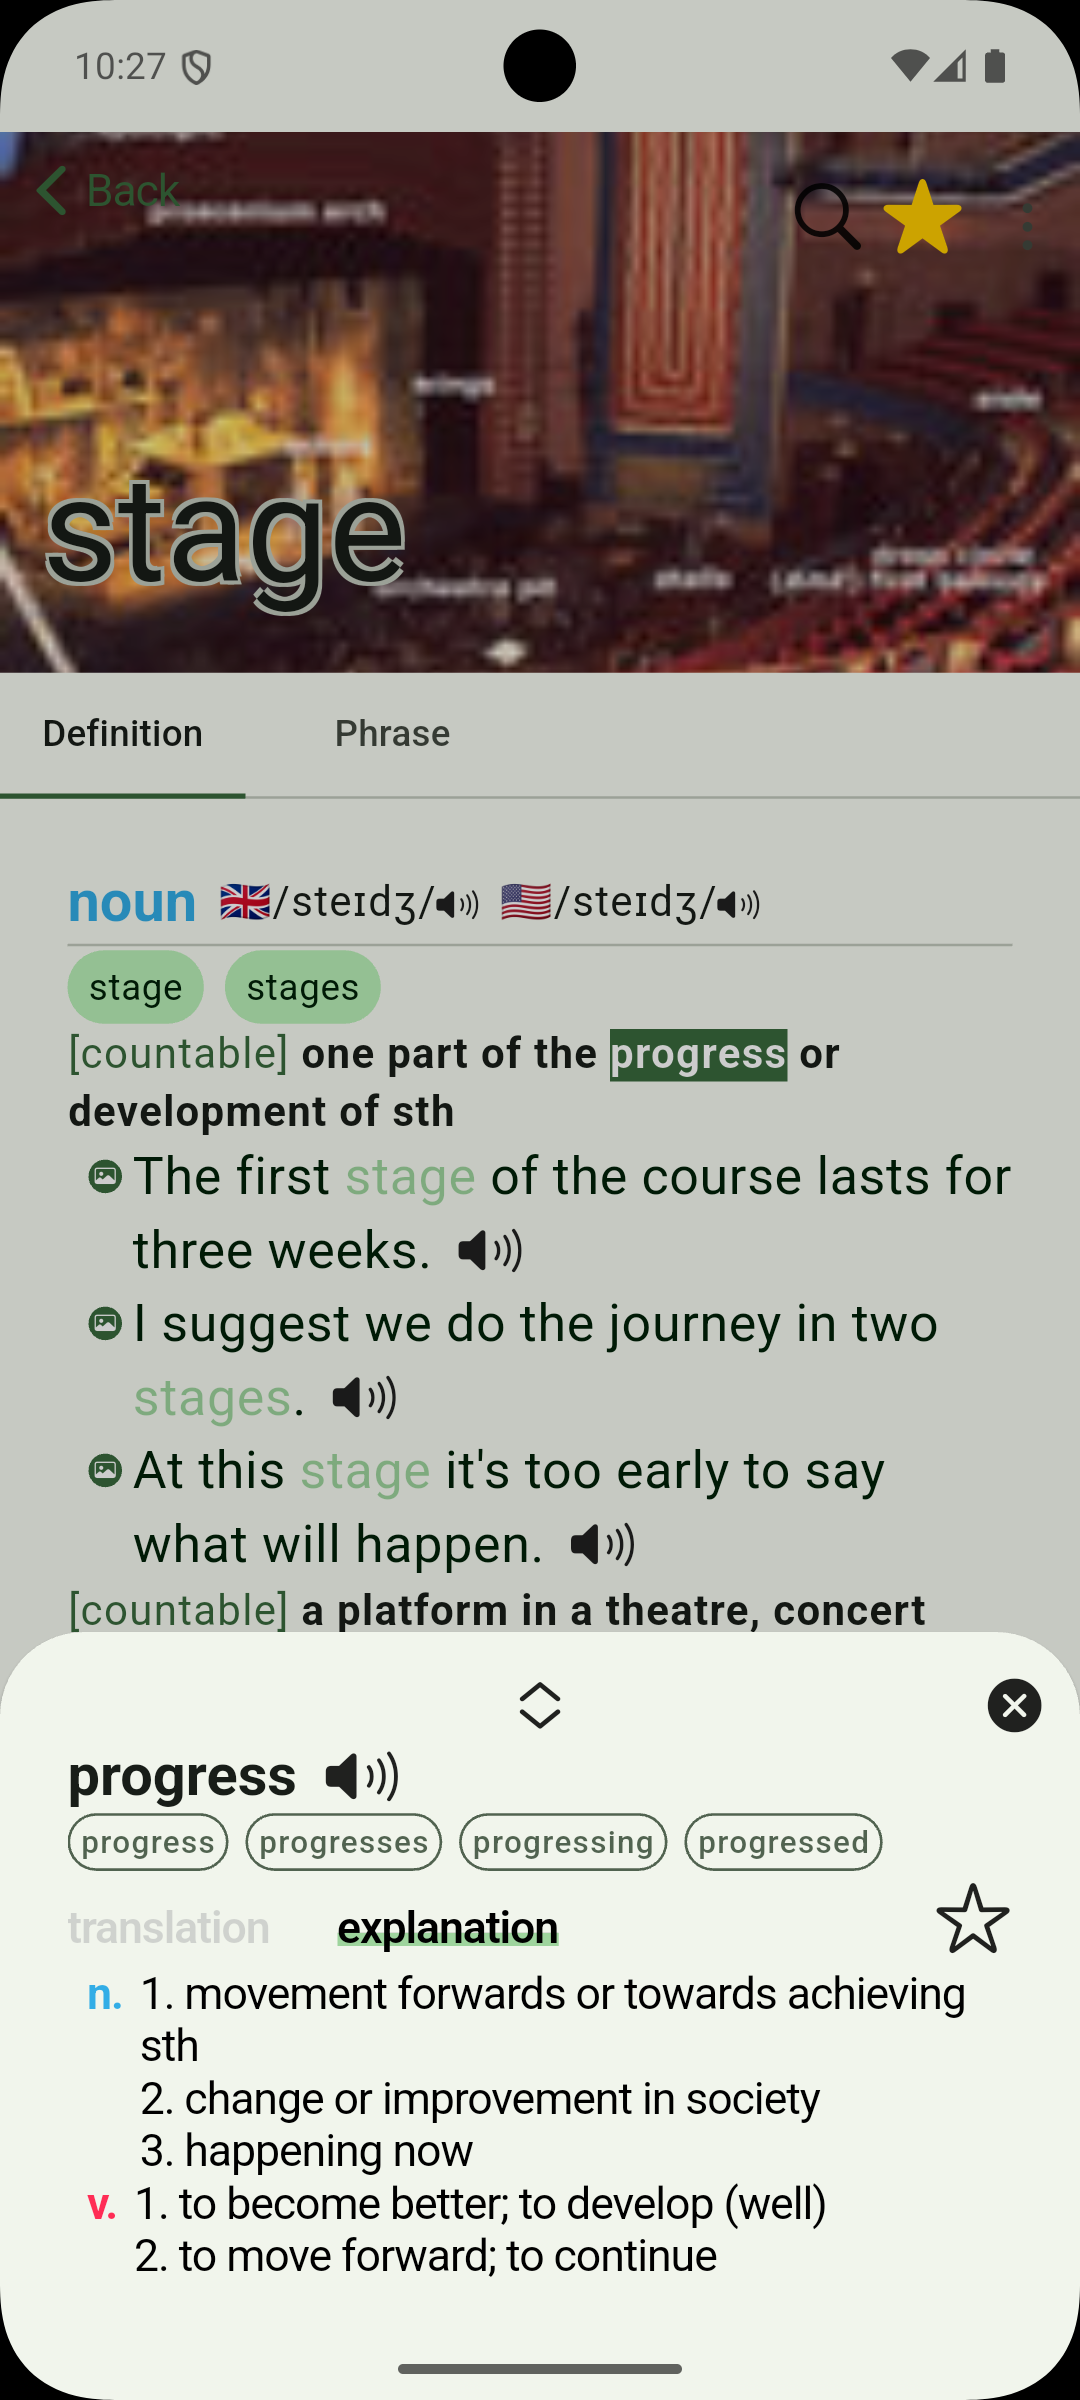 10:27
Back
proscenium arch
wings
aisle
stage
orchestra pit
stalls
dress circle
(AmE) first balcony
Definition
Phrase
noun /steɪdʒ/ /steɪdʒ/
stage stages
[countable] one part of the progress or
development of sth
The first stage of the course lasts for
three weeks.
I suggest we do the journey in two
stages.
At this stage it's too early to say
what will happen.
[countable] a platform in a theatre, concert
progress
progress progresses progressing progressed
translation explanation
n. 1. movement forwards or towards achieving
sth
2. change or improvement in society
3. happening now
v. 1. to become better; to develop (well)
2. to move forward; to continue